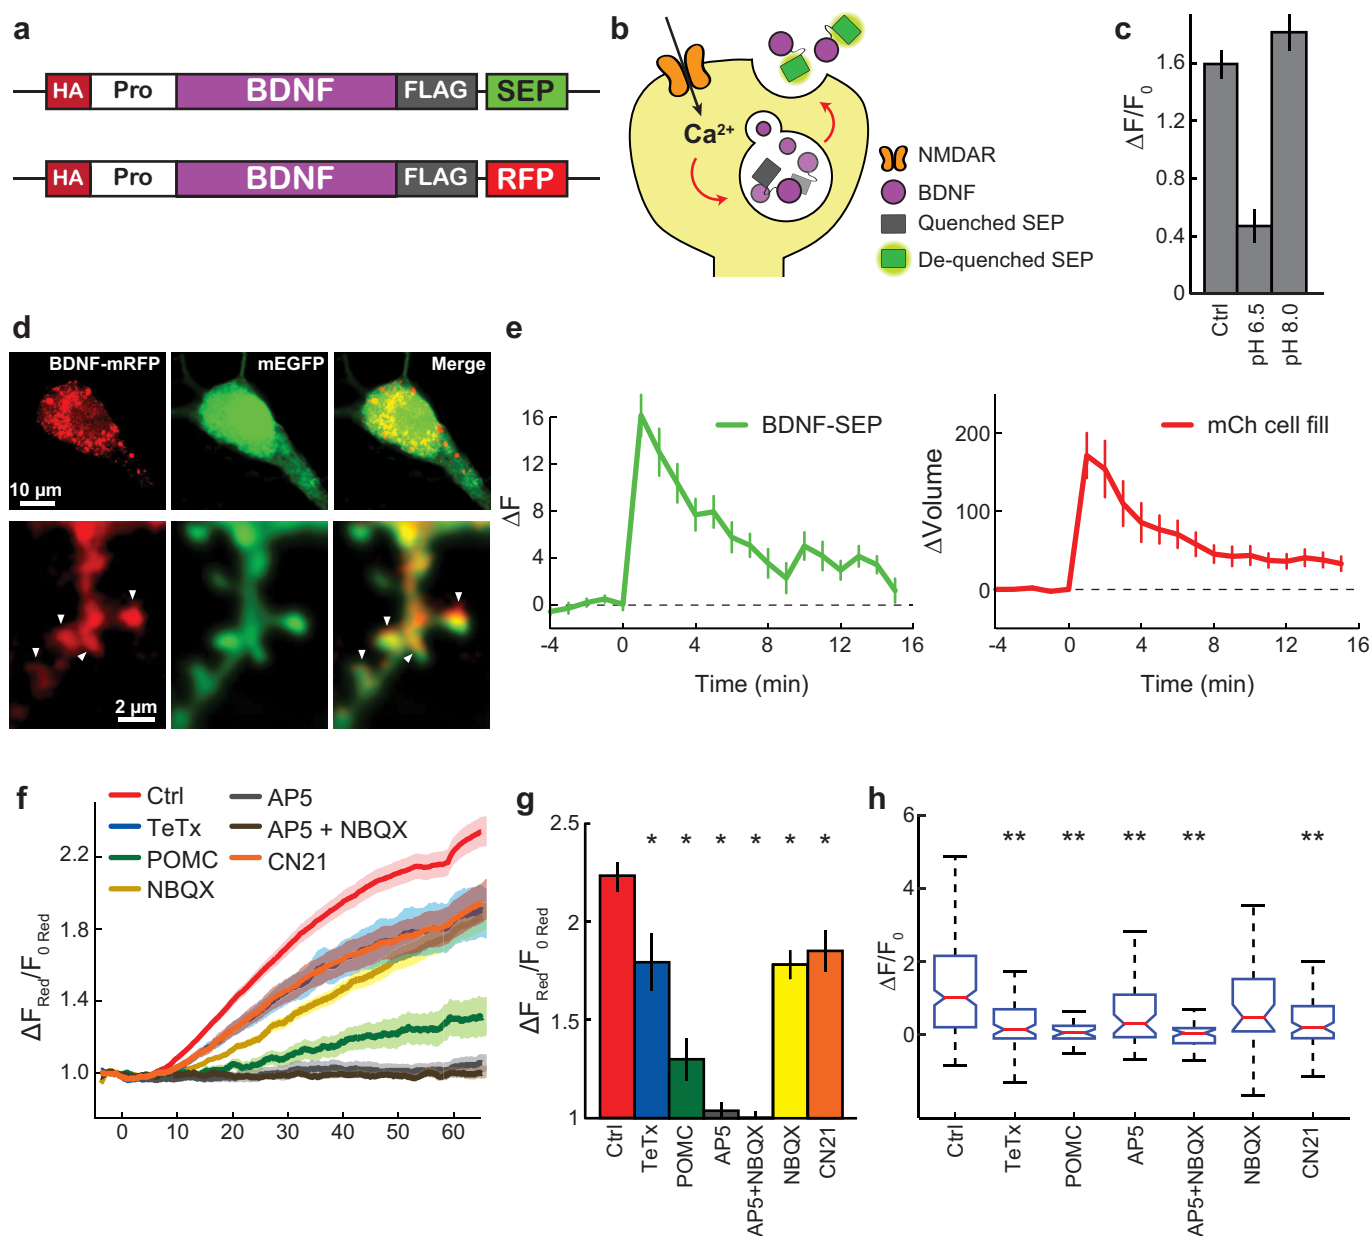 a
HA Pro BDNF FLAG SEP
HA Pro BDNF FLAG RFP
b
Ca²⁺
NMDAR
BDNF
Quenched SEP
De-quenched SEP
c
ΔF/F₀
1.6
1.2
1.8
0.4
0
Ctrl
pH 6.5
pH 8.0
d
BDNF-mRFP
mEGFP
Merge
10 μm
2 μm
e
BDNF-SEP
ΔF
16
12
8
4
0
-4 0 4 8 12 16
Time (min)
mCh cell fill
ΔVolume
200
100
0
-4 0 4 8 12 16
Time (min)
f
Ctrl
TeTx
POMC
NBQX
AP5
AP5 + NBQX
CN21
ΔF Red/F₀ Red
2.2
1.8
1.4
1.0
0 10 20 30 40 50 60
g
ΔF Red/F₀ Red
2.5
2
1.5
1
* * * * * *
Ctrl
TeTx
POMC
AP5
AP5+NBQX
NBQX
CN21
h
ΔF/F₀
6
4
2
0
** ** ** ** **
Ctrl
TeTx
POMC
AP5
AP5+NBQX
NBQX
CN21